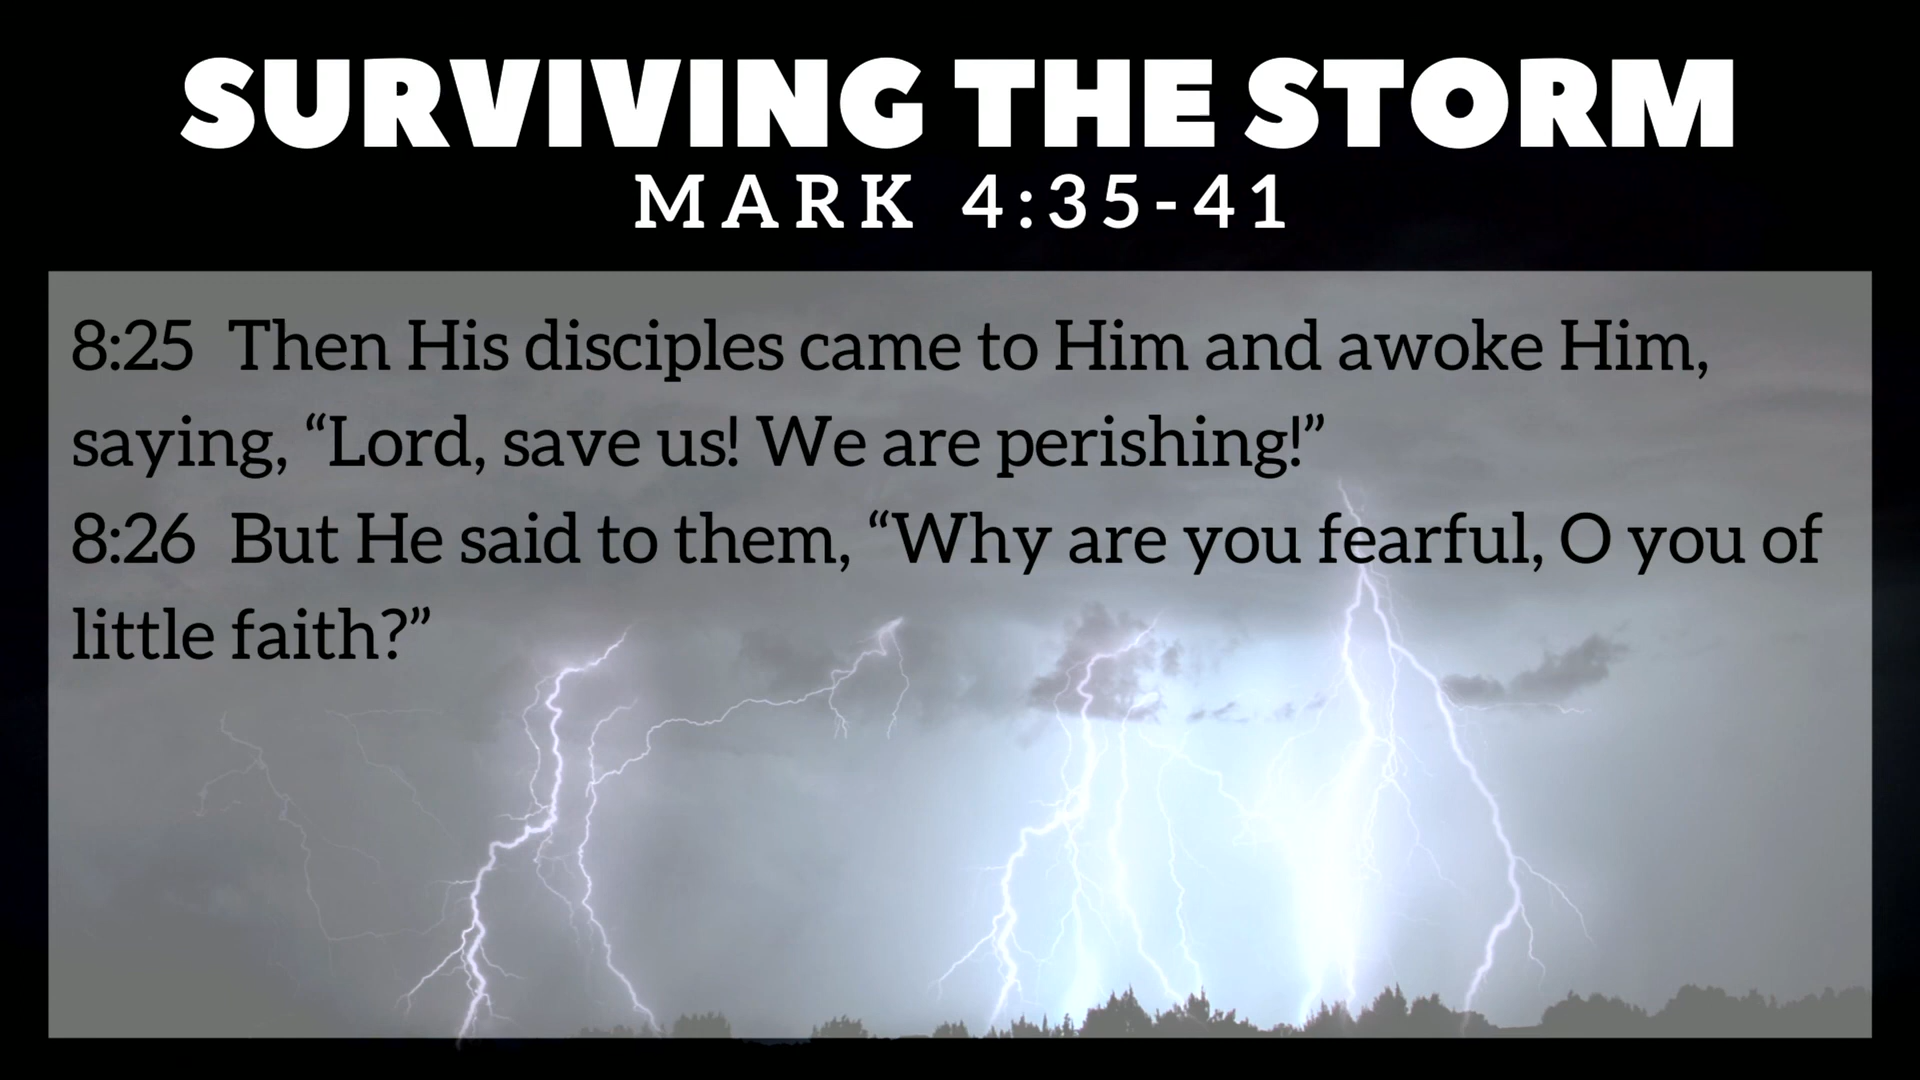 SURVIVING THE STORM
MARK 4:35-41
8:25  Then His disciples came to Him and awoke Him,
saying, “Lord, save us! We are perishing!”
8:26  But He said to them, “Why are you fearful, O you of
little faith?”